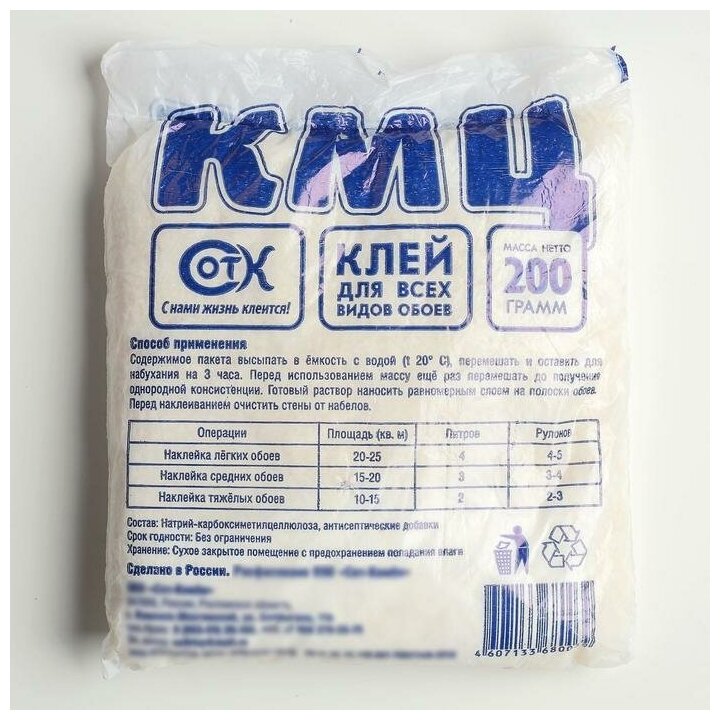 КМЦ
СОТК
С нами жизнь клеится!
КЛЕЙ
ДЛЯ ВСЕХ
ВИДОВ ОБОЕВ
МАССА НЕТТО
200
ГРАММ
Способ применения
Содержимое пакета высыпать в ёмкость с водой (t 20° С), перемешать и оставить для
набухания на 3 часа. Перед использованием массу ещё раз перемешать до получения
однородной консистенции. Готовый раствор наносить равномерным слоем на полоски обоев.
Перед наклеиванием очистить стены от набелов.
Операции Площадь (кв. м) Литров Рулонов
Наклейка лёгких обоев 20-25 4 4-5
Наклейка средних обоев 15-20 3 3-4
Наклейка тяжёлых обоев 10-15 2 2-3
Состав: Натрий-карбоксиметилцеллюлоза, антисептические добавки
Срок годности: Без ограничения
Хранение: Сухое закрытое помещение с предохранением попадания влаги
Сделано в России.
4 607133 680